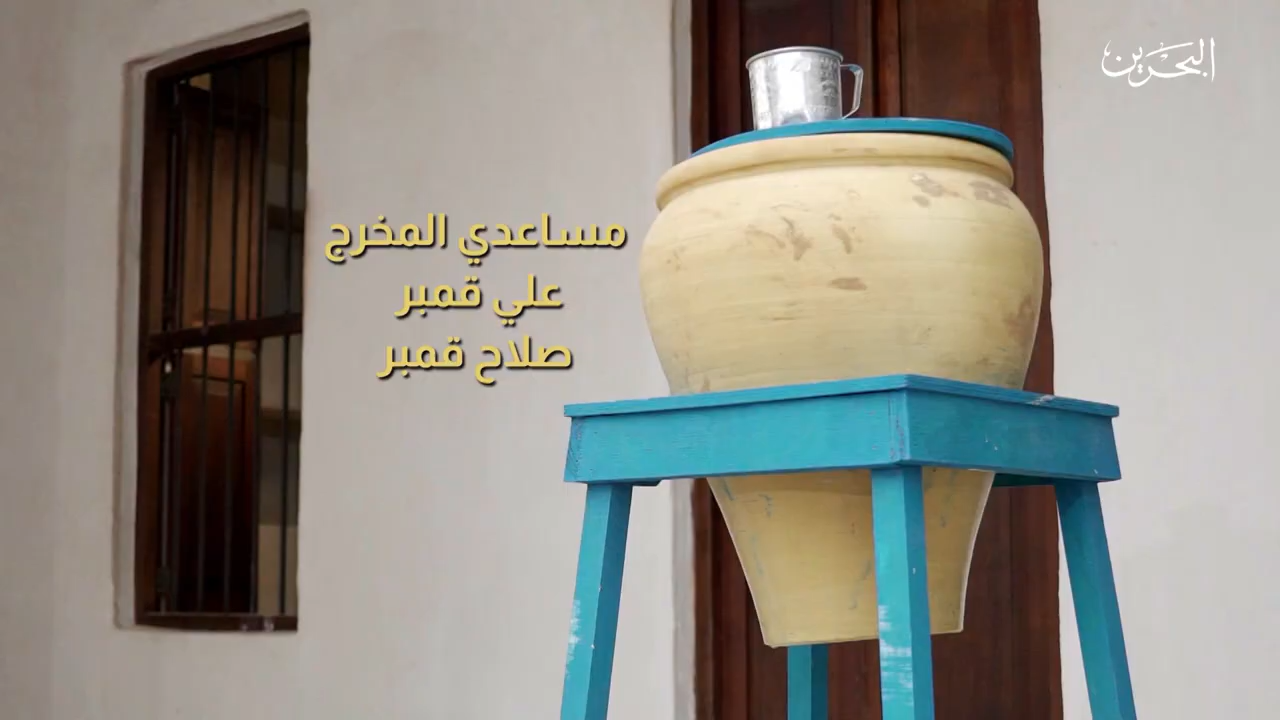 البحرين
مساعدي المخرج
علي قمبر
صلاح قمبر